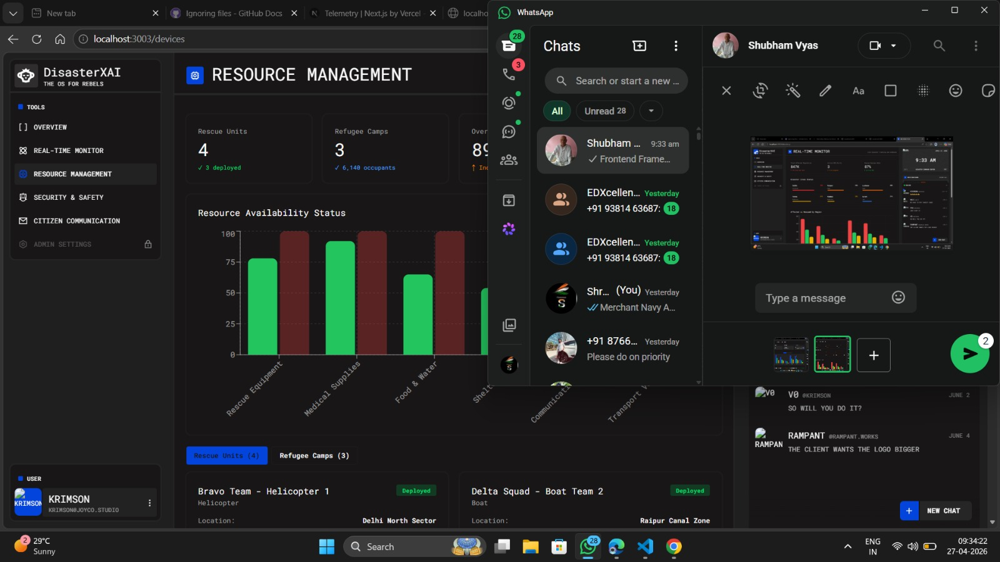 New tab
Ignoring files - GitHub Docs
Telemetry | Next.js by Vercel
localho
localhost:3003/devices
DisasterXAI
THE OS FOR REBELS
TOOLS
OVERVIEW
REAL-TIME MONITOR
RESOURCE MANAGEMENT
SECURITY & SAFETY
CITIZEN COMMUNICATION
ADMIN SETTINGS
USER
KRIMSON
KRIMSON
KRIMSON@JOYCO.STUDIO
RESOURCE MANAGEMENT
Rescue Units
4
✓ 3 deployed
Refugee Camps
3
✓ 6,140 occupants
Over
89
↑ Inc
Resource Availability Status
100
75
50
25
0
Rescue Equipment
Medical Supplies
Food & Water
Shelt
Communicati
Transport V
Rescue Units (4)
Refugee Camps (3)
Bravo Team - Helicopter 1
Deployed
Helicopter
Location:
Delhi North Sector
Delta Squad - Boat Team 2
Deployed
Boat
Location:
Raipur Canal Zone
WhatsApp
28
3
Chats
Search or start a new ...
All
Unread 28
Shubham ...
9:33 am
Frontend Frame...
EDXcellen...
Yesterday
+91 93814 63687:
18
EDXcellen...
Yesterday
+91 93814 63687:
18
Shr... (You)
Yesterday
Merchant Navy A...
+91 8766...
Yesterday
Please do on priority
Shubham Vyas
Aa
REAL-TIME MONITOR
9:33 AM
847K
3
87%
Type a message
2
V0
V0 @KRIMSON
JUNE 2
SO WILL YOU DO IT?
RAMPANT
RAMPANT @RAMPANT.WORKS
JUNE 4
THE CLIENT WANTS THE LOGO BIGGER
+ NEW CHAT
2
29°C
Sunny
Search
28
ENG
IN
09:34:22
27-04-2026